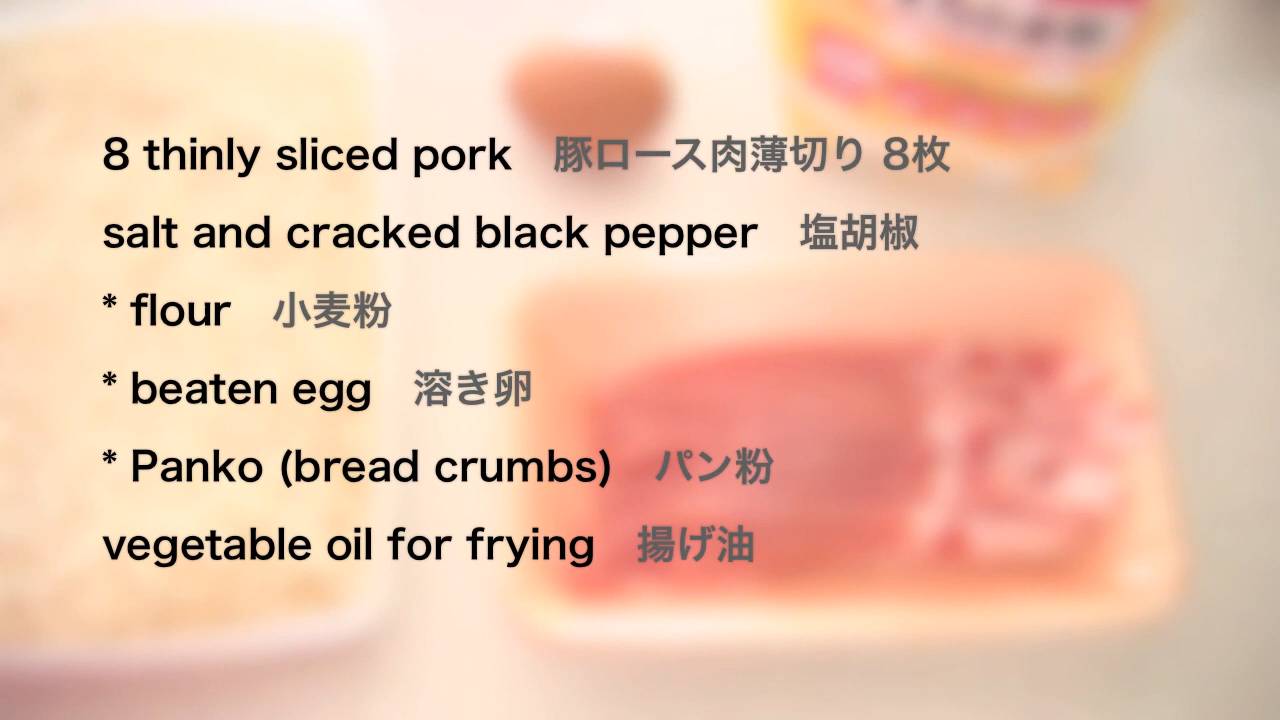 8 thinly sliced pork 豚ロース肉薄切り 8枚
salt and cracked black pepper 塩胡椒
* flour 小麦粉
* beaten egg 溶き卵
* Panko (bread crumbs) パン粉
vegetable oil for frying 揚げ油